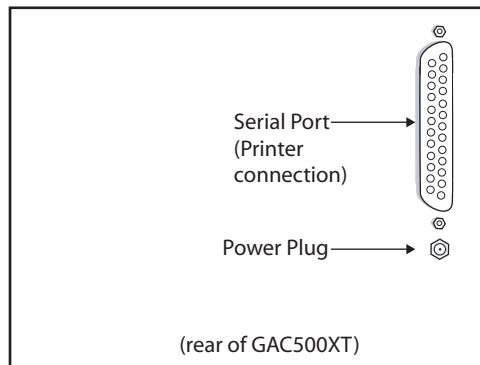 Serial Port
(Printer
connection)
Power Plug
(rear of GAC500XT)